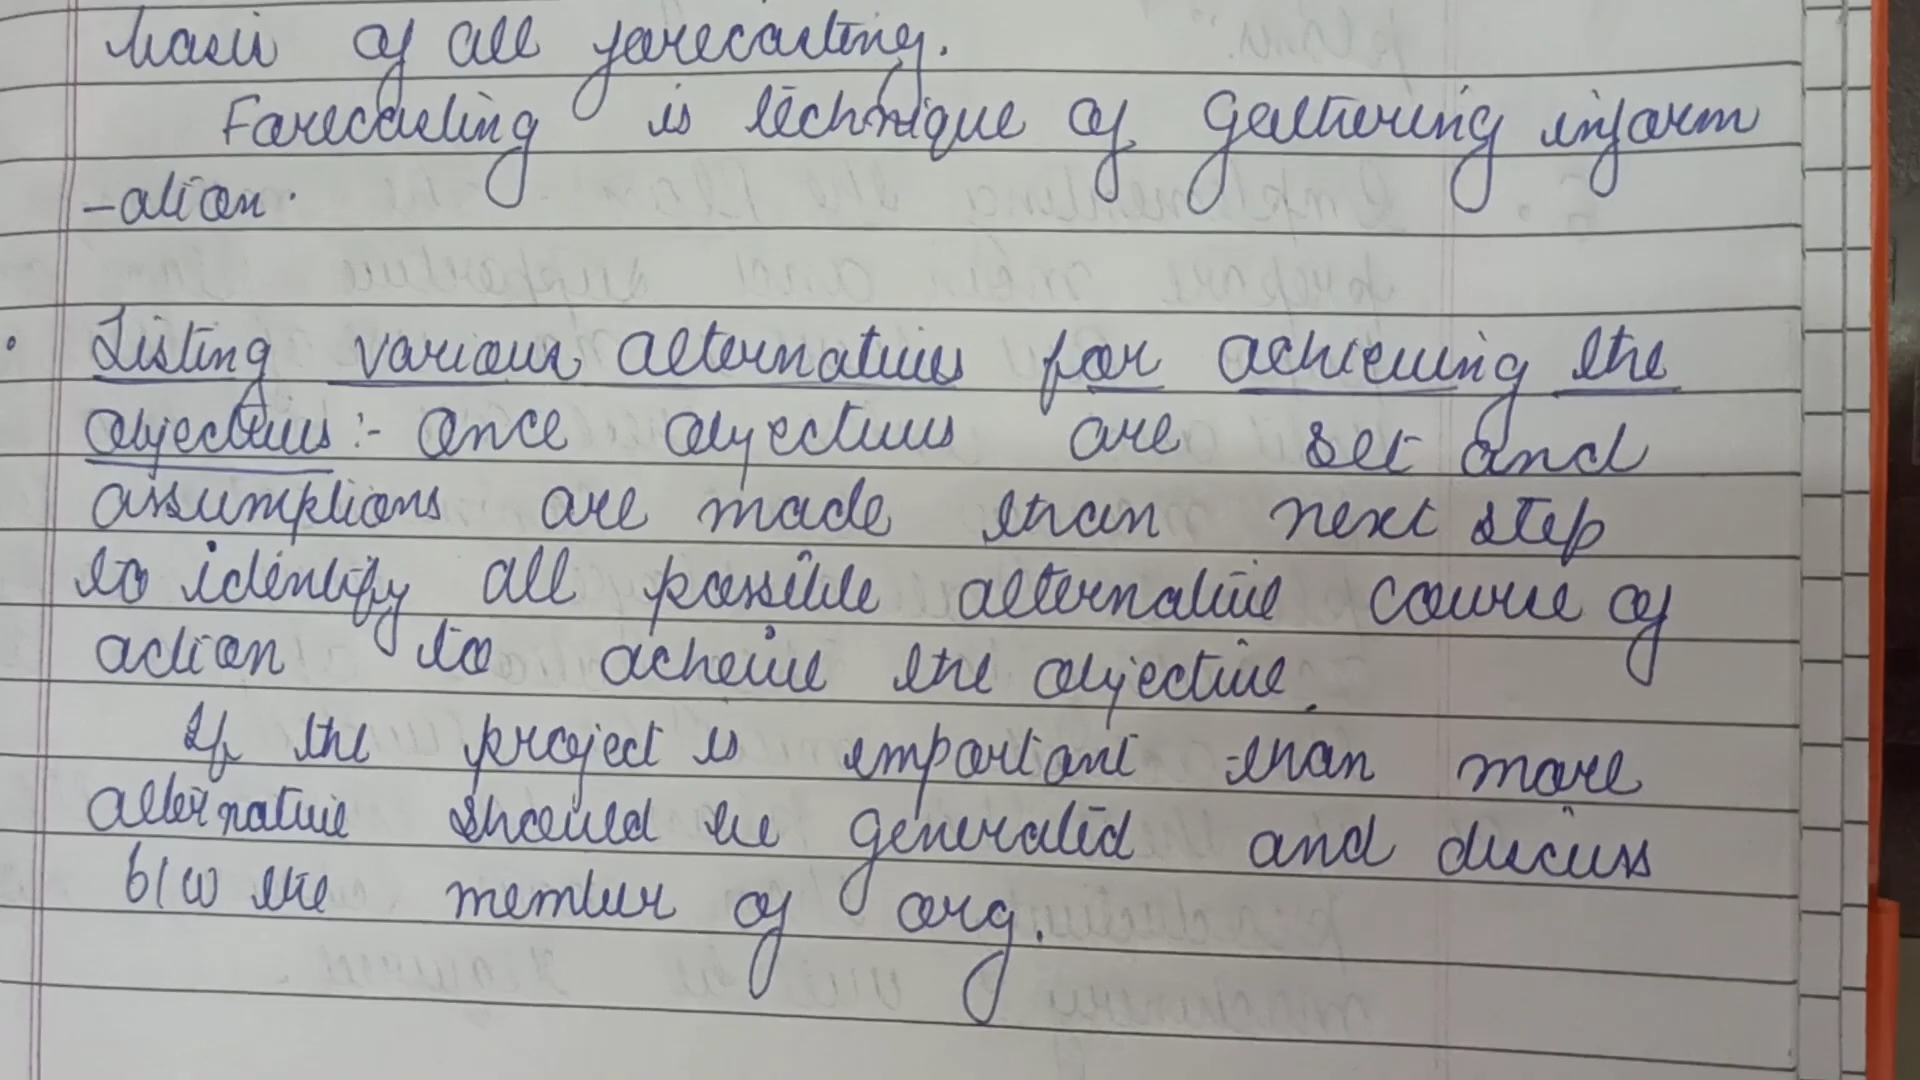 basis of all forecasting.
Forecasting is technique of gathering inform
-ation.
• Listing various alternatives for achieving the
objectives :- once objectives are set and
assumptions are made than next step
to identify all possible alternative course of
action to acheive the objective.
If the project is important than more
alternative should be generated and discuss
b/w the member of org.